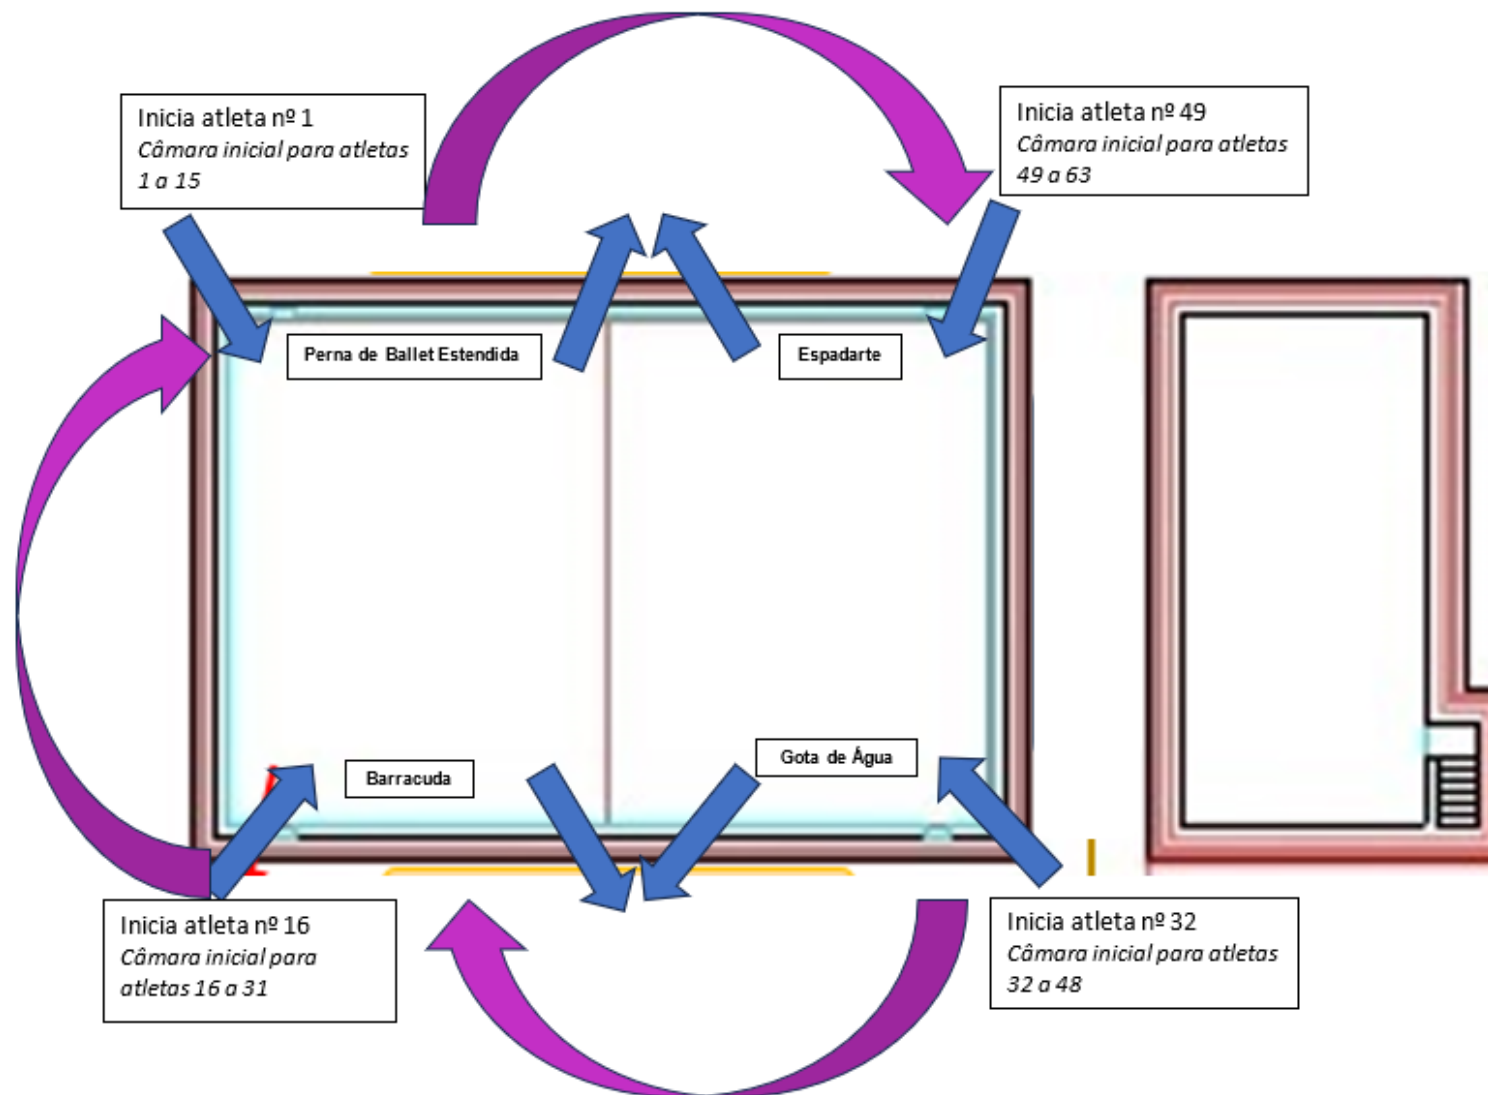 Inicia atleta nº 1
Câmara inicial para atletas
1 a 15
Inicia atleta nº 49
Câmara inicial para atletas
49 a 63
Perna de Ballet Estendida
Espadarte
Barracuda
Gota de Água
Inicia atleta nº 16
Câmara inicial para
atletas 16 a 31
Inicia atleta nº 32
Câmara inicial para atletas
32 a 48